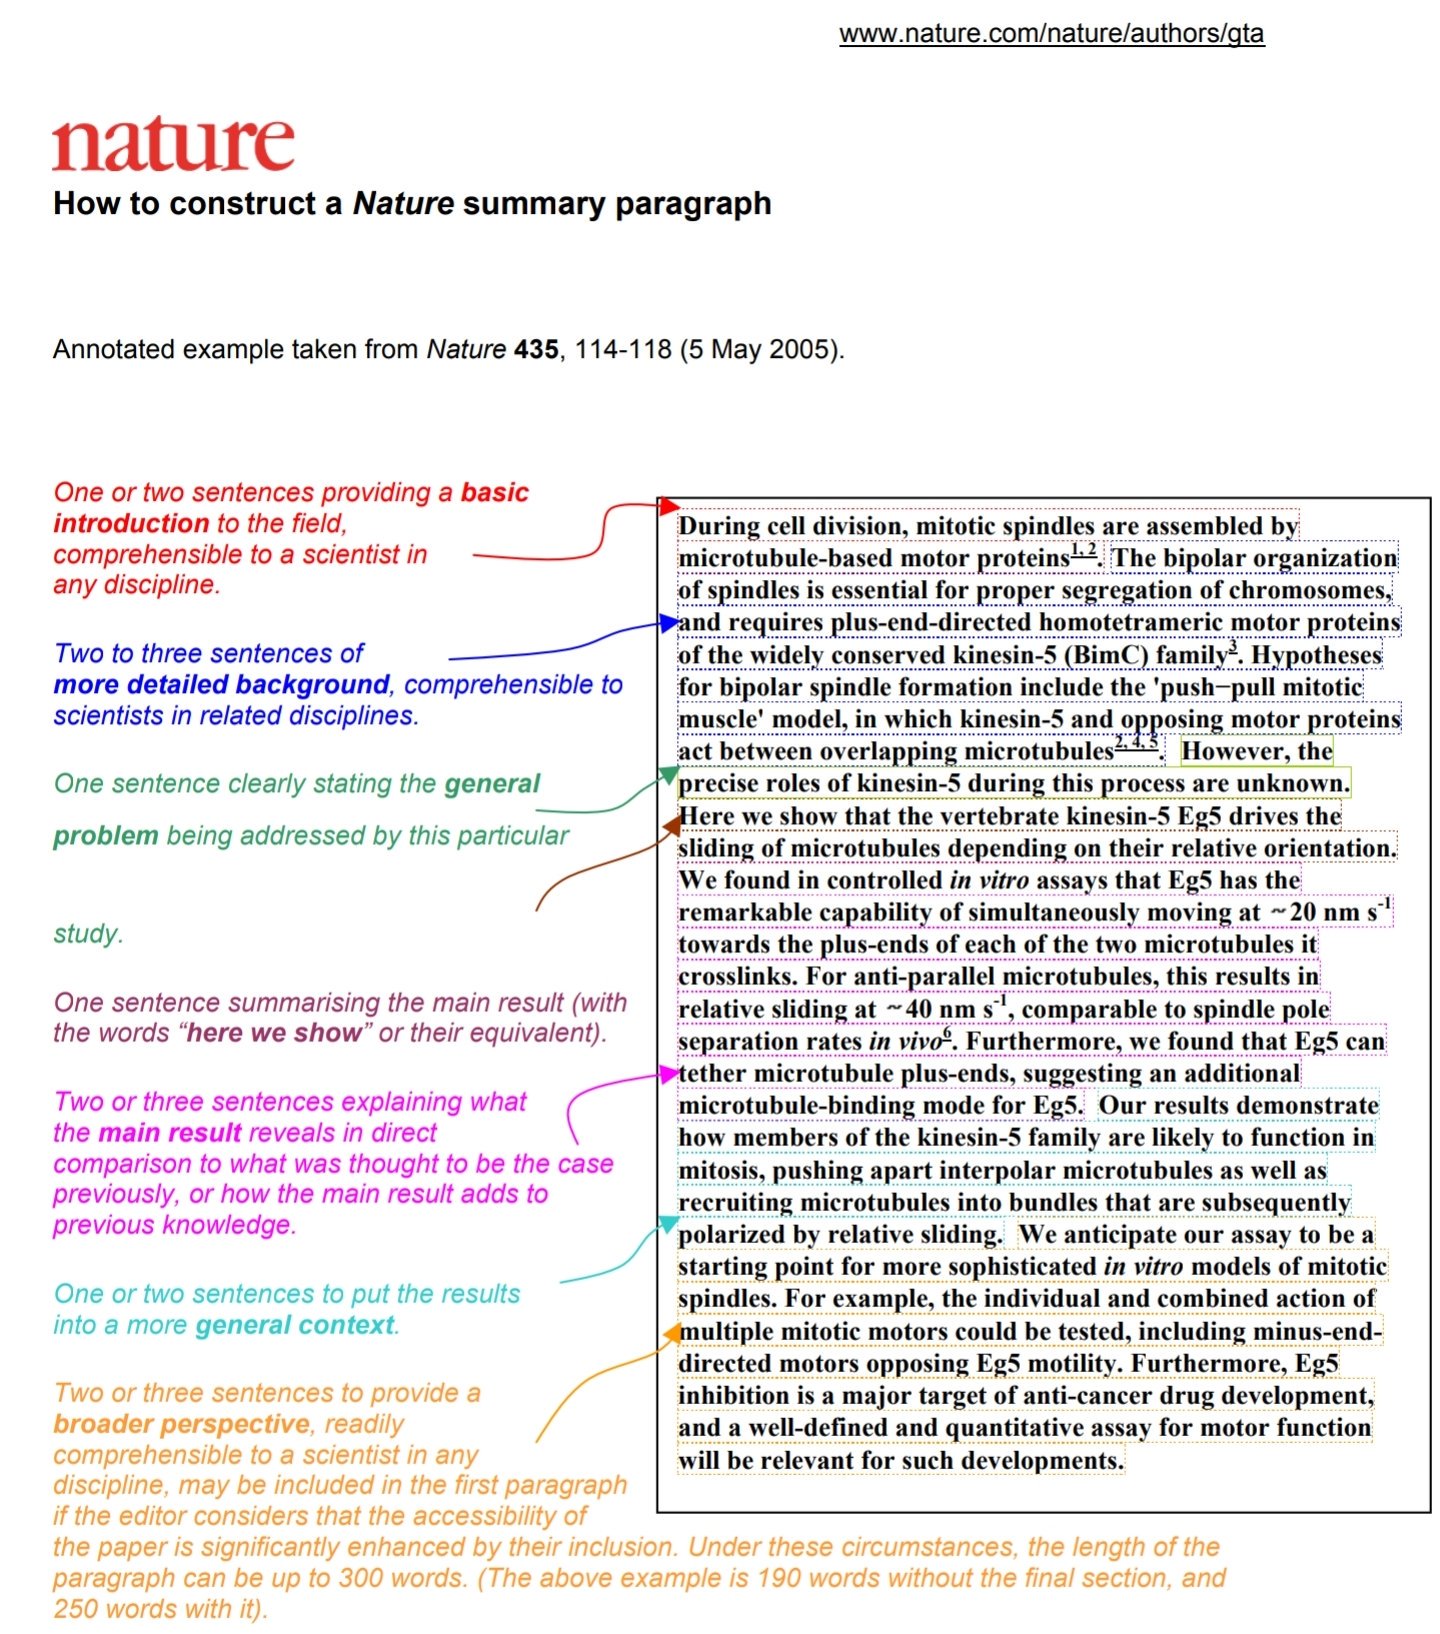 www.nature.com/nature/authors/gta
nature
How to construct a Nature summary paragraph
Annotated example taken from Nature 435, 114-118 (5 May 2005).
One or two sentences providing a basic
introduction to the field,
comprehensible to a scientist in
any discipline.
Two to three sentences of
more detailed background, comprehensible to
scientists in related disciplines.
One sentence clearly stating the general
problem being addressed by this particular
study.
One sentence summarising the main result (with
the words “here we show” or their equivalent).
Two or three sentences explaining what
the main result reveals in direct
comparison to what was thought to be the case
previously, or how the main result adds to
previous knowledge.
One or two sentences to put the results
into a more general context.
Two or three sentences to provide a
broader perspective, readily
comprehensible to a scientist in any
discipline, may be included in the first paragraph
if the editor considers that the accessibility of
the paper is significantly enhanced by their inclusion. Under these circumstances, the length of the
paragraph can be up to 300 words. (The above example is 190 words without the final section, and
250 words with it).
During cell division, mitotic spindles are assembled by
microtubule-based motor proteins1, 2. The bipolar organization
of spindles is essential for proper segregation of chromosomes,
and requires plus-end-directed homotetrameric motor proteins
of the widely conserved kinesin-5 (BimC) family3. Hypotheses
for bipolar spindle formation include the 'push−pull mitotic
muscle' model, in which kinesin-5 and opposing motor proteins
act between overlapping microtubules2, 4, 5. However, the
precise roles of kinesin-5 during this process are unknown.
Here we show that the vertebrate kinesin-5 Eg5 drives the
sliding of microtubules depending on their relative orientation.
We found in controlled in vitro assays that Eg5 has the
remarkable capability of simultaneously moving at ~20 nm s-1
towards the plus-ends of each of the two microtubules it
crosslinks. For anti-parallel microtubules, this results in
relative sliding at ~40 nm s-1, comparable to spindle pole
separation rates in vivo6. Furthermore, we found that Eg5 can
tether microtubule plus-ends, suggesting an additional
microtubule-binding mode for Eg5. Our results demonstrate
how members of the kinesin-5 family are likely to function in
mitosis, pushing apart interpolar microtubules as well as
recruiting microtubules into bundles that are subsequently
polarized by relative sliding. We anticipate our assay to be a
starting point for more sophisticated in vitro models of mitotic
spindles. For example, the individual and combined action of
multiple mitotic motors could be tested, including minus-end-
directed motors opposing Eg5 motility. Furthermore, Eg5
inhibition is a major target of anti-cancer drug development,
and a well-defined and quantitative assay for motor function
will be relevant for such developments.